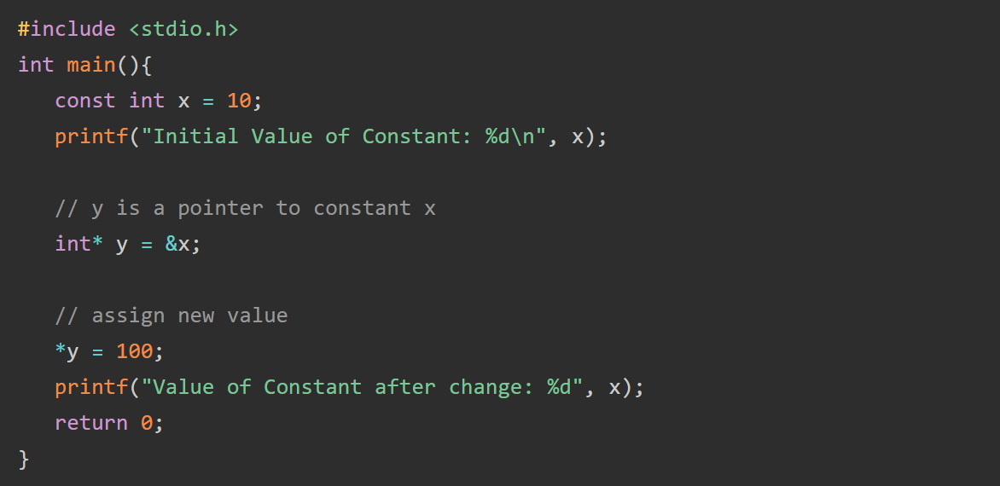 #include <stdio.h>
int main(){
   const int x = 10;
   printf("Initial Value of Constant: %d\n", x);

   // y is a pointer to constant x
   int* y = &x;

   // assign new value
   *y = 100;
   printf("Value of Constant after change: %d", x);
   return 0;
}